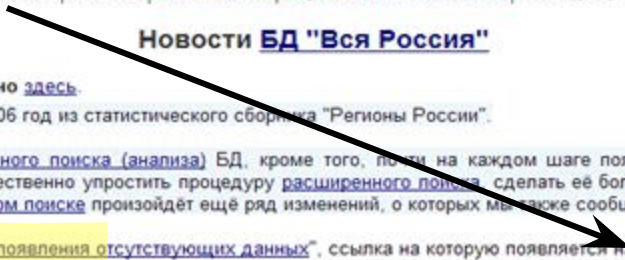 Новости БД "Вся Россия"
но здесь.
06 год из статистического сборника "Регионы России".
ного поиска (анализа) БД, кроме того, почти на каждом шаге поя
ественно упростить процедуру расширенного поиска, сделать её бол
ом поиске произойдёт ещё ряд изменений, о которых мы также сообщ
появления отсутствующих данных", ссылка на которую появляется н